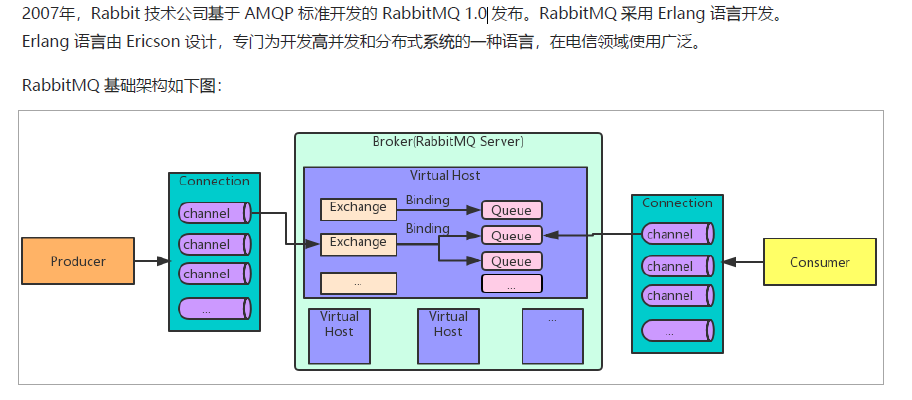 2007年，Rabbit 技术公司基于 AMQP 标准开发的 RabbitMQ 1.0 发布。RabbitMQ 采用 Erlang 语言开发。
Erlang 语言由 Ericson 设计，专门为开发高并发和分布式系统的一种语言，在电信领域使用广泛。
RabbitMQ 基础架构如下图：
Broker(RabbitMQ Server)
Virtual Host
Connection
channel
channel
channel
...
Producer
Exchange
Exchange
...
Binding
Binding
Queue
Queue
Queue
...
Connection
channel
channel
channel
...
Consumer
Virtual
Host
Virtual
Host
...